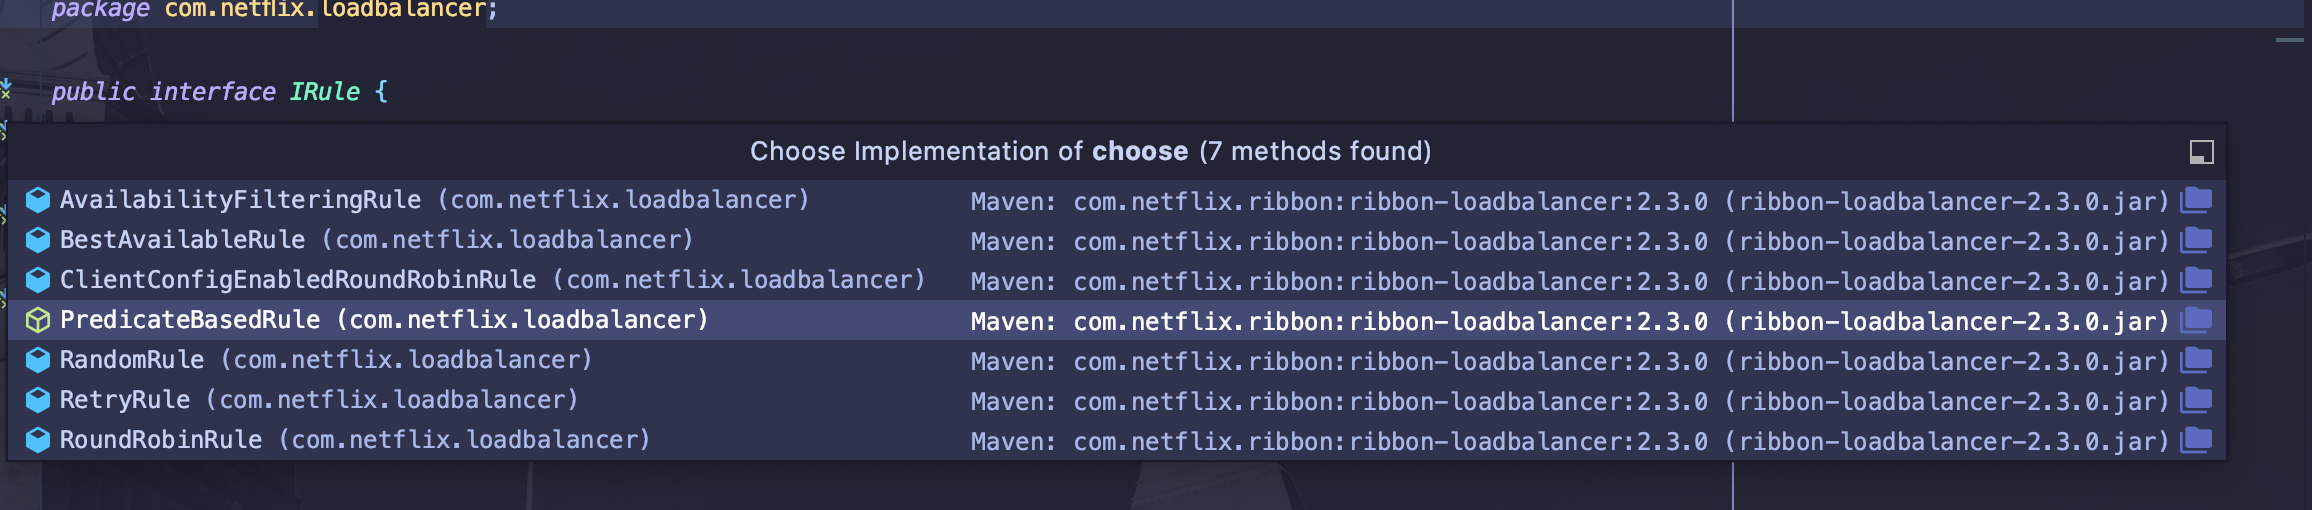 package com.netflix.loadbalancer;
public interface IRule {
Choose Implementation of choose (7 methods found)
AvailabilityFilteringRule (com.netflix.loadbalancer) Maven: com.netflix.ribbon:ribbon-loadbalancer:2.3.0 (ribbon-loadbalancer-2.3.0.jar)
BestAvailableRule (com.netflix.loadbalancer) Maven: com.netflix.ribbon:ribbon-loadbalancer:2.3.0 (ribbon-loadbalancer-2.3.0.jar)
ClientConfigEnabledRoundRobinRule (com.netflix.loadbalancer) Maven: com.netflix.ribbon:ribbon-loadbalancer:2.3.0 (ribbon-loadbalancer-2.3.0.jar)
PredicateBasedRule (com.netflix.loadbalancer) Maven: com.netflix.ribbon:ribbon-loadbalancer:2.3.0 (ribbon-loadbalancer-2.3.0.jar)
RandomRule (com.netflix.loadbalancer) Maven: com.netflix.ribbon:ribbon-loadbalancer:2.3.0 (ribbon-loadbalancer-2.3.0.jar)
RetryRule (com.netflix.loadbalancer) Maven: com.netflix.ribbon:ribbon-loadbalancer:2.3.0 (ribbon-loadbalancer-2.3.0.jar)
RoundRobinRule (com.netflix.loadbalancer) Maven: com.netflix.ribbon:ribbon-loadbalancer:2.3.0 (ribbon-loadbalancer-2.3.0.jar)